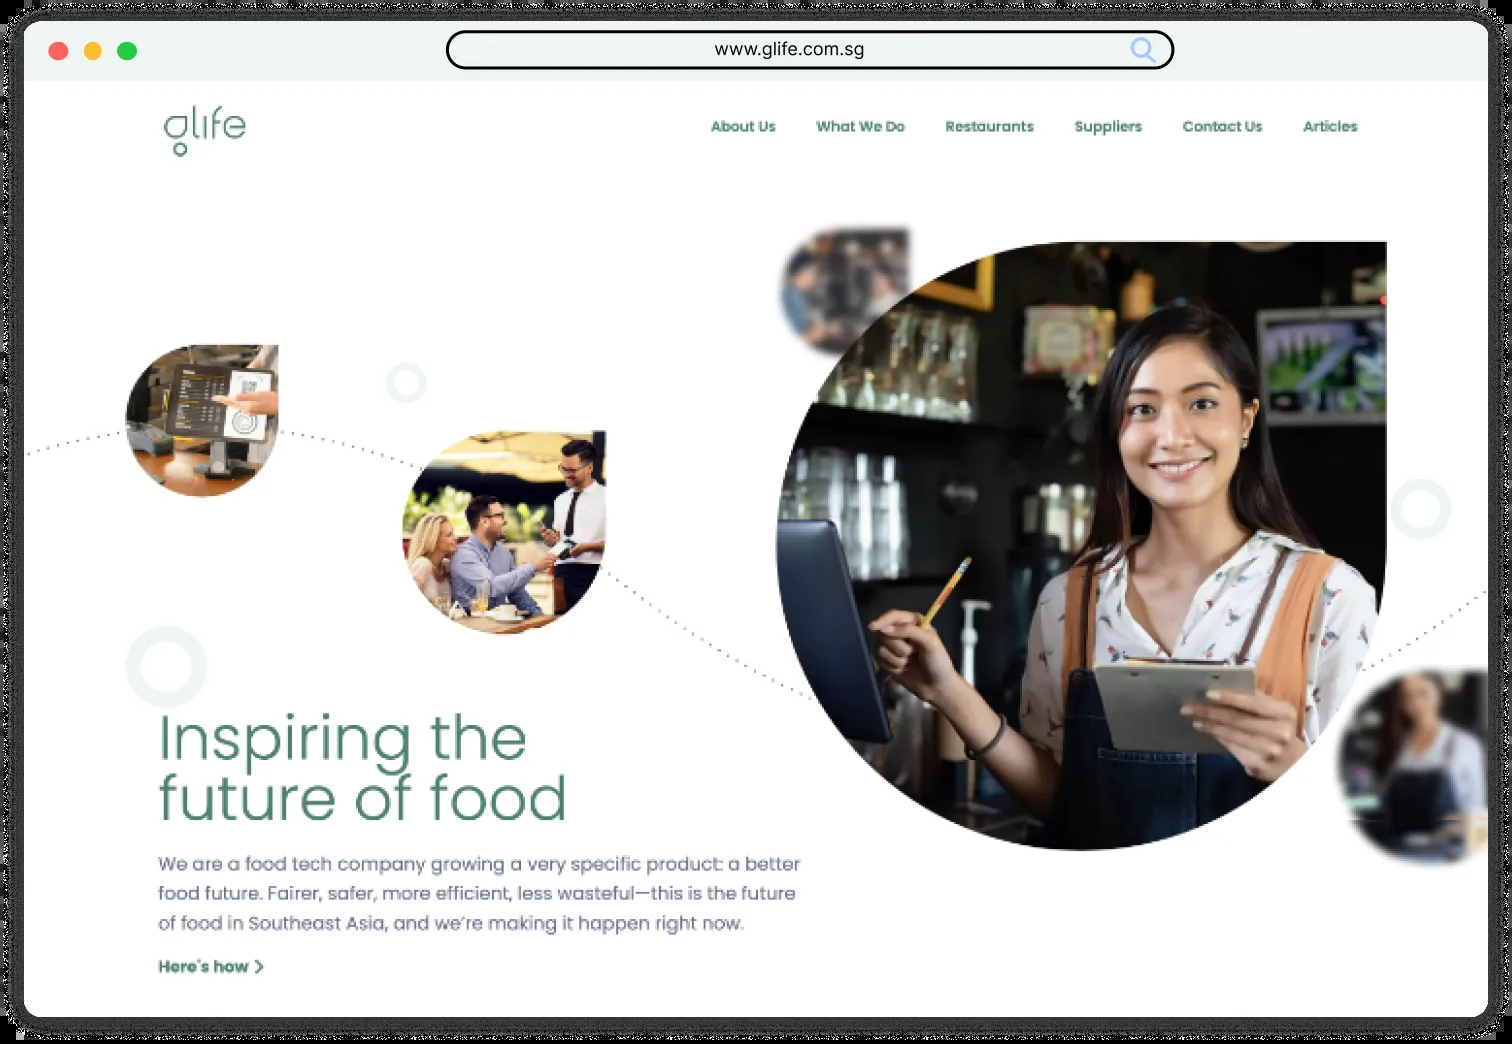 www.glife.com.sg
glife
About Us What We Do Restaurants Suppliers Contact Us Articles
Inspiring the
future of food
We are a food tech company growing a very specific product: a better
food future. Fairer, safer, more efficient, less wasteful—this is the future
of food in Southeast Asia, and we're making it happen right now.
Here's how >